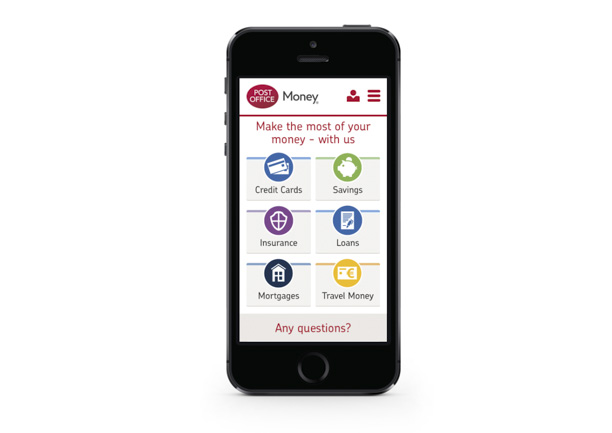 POST
OFFICE
Money
Make the most of your
money – with us
Credit Cards
Savings
Insurance
Loans
Mortgages
Travel Money
Any questions?